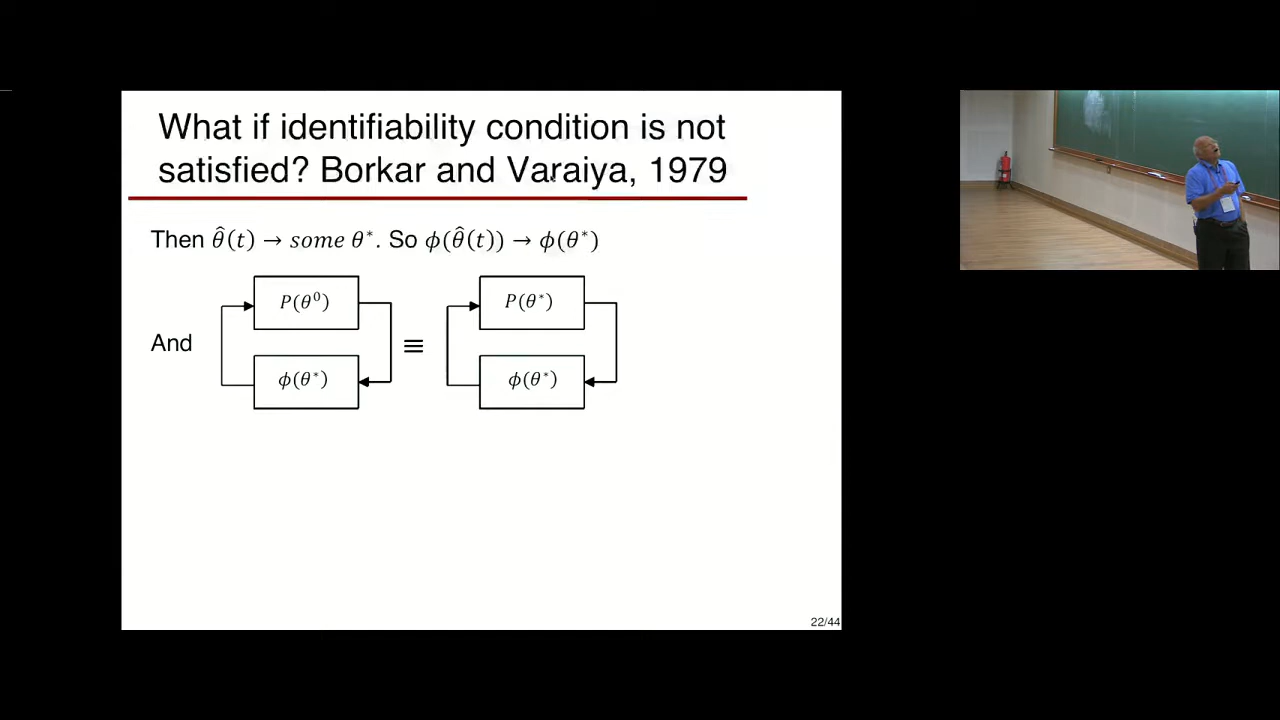 What if identifiability condition is not
satisfied? Borkar and Varaiya, 1979
Then θ̂(t) → some θ*. So ϕ(θ̂(t)) → ϕ(θ*)
P(θ⁰)
P(θ*)
And
≡
ϕ(θ*)
ϕ(θ*)
22/44